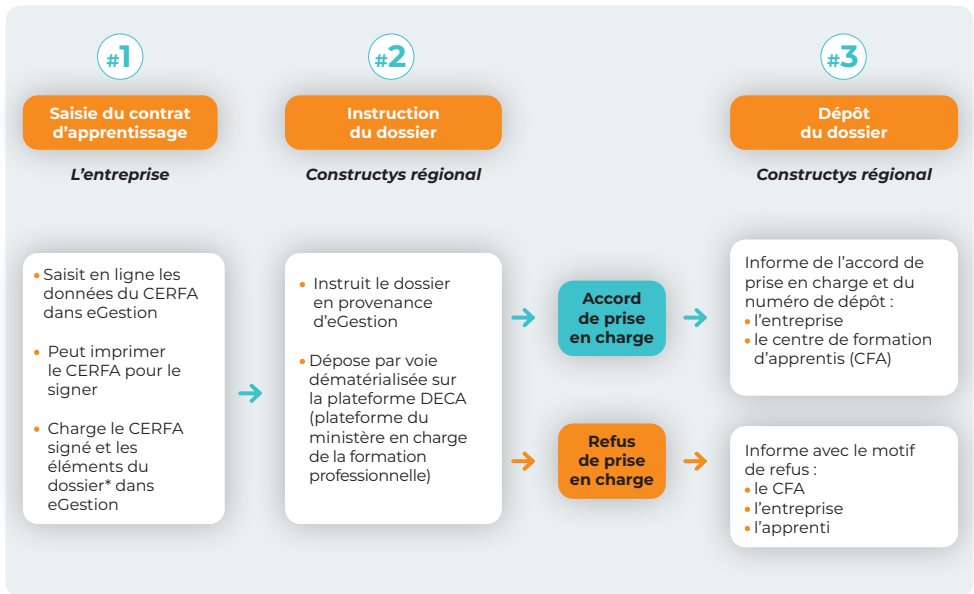 #1
Saisie du contrat
d'apprentissage
L'entreprise
• Saisit en ligne les
données du CERFA
dans eGestion
• Peut imprimer
le CERFA pour le
signer
• Charge le CERFA
signé et les
éléments du
dossier* dans
eGestion
#2
Instruction
du dossier
Constructys régional
• Instruit le dossier
en provenance
d'eGestion
• Dépose par voie
dématérialisée sur
la plateforme DECA
(plateforme du
ministère en charge
de la formation
professionnelle)
Accord
de prise
en charge
Refus
de prise
en charge
#3
Dépôt
du dossier
Constructys régional
Informe de l'accord de
prise en charge et du
numéro de dépôt :
• l'entreprise
• le centre de formation
d'apprentis (CFA)
Informe avec le motif
de refus :
• le CFA
• l'entreprise
• l'apprenti